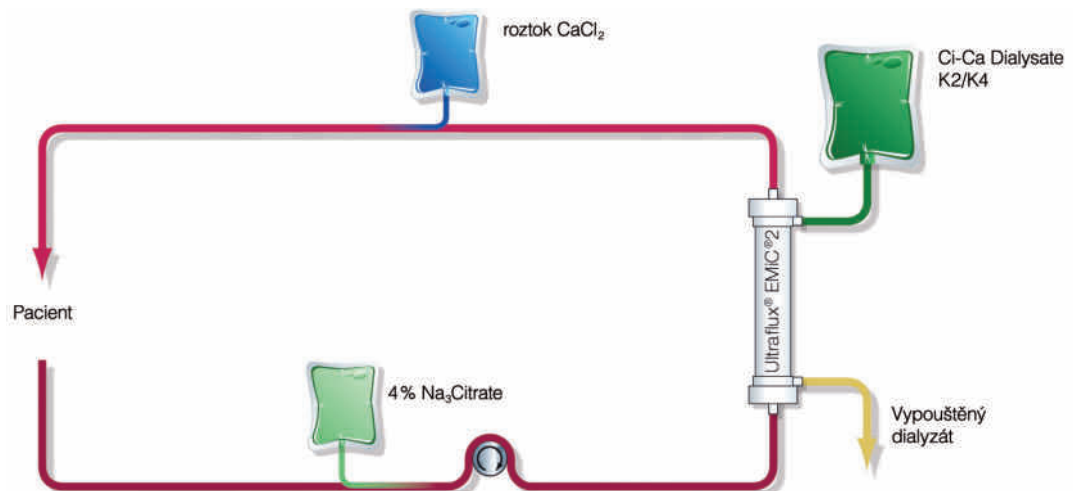 roztok CaCl₂
Ci-Ca Dialysate
K2/K4
Ultraflux® EMiC®2
Pacient
4% Na₃Citrate
Vypouštěný
dialyzát